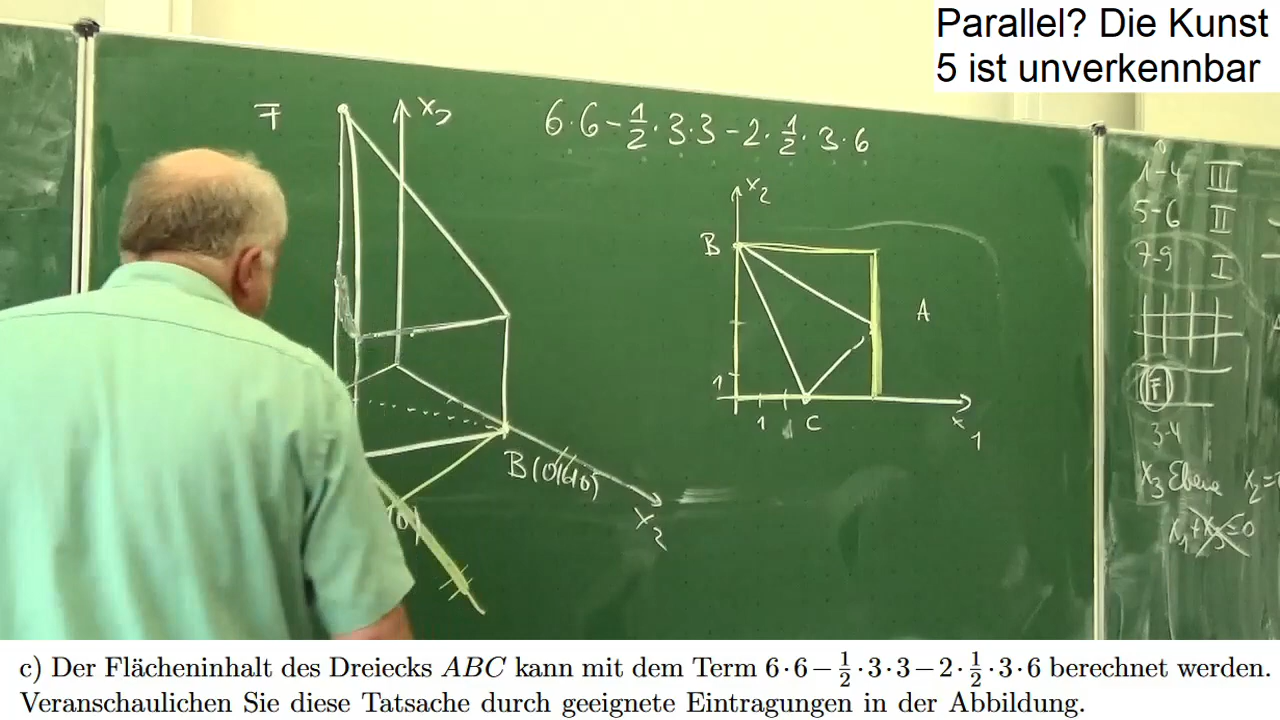 Parallel? Die Kunst
5 ist unverkennbar
F
x₃
6·6-½·3·3-2·½·3·6
x₂
B
A
1
1
C
x₁
B(0|6|0)
x₂
1-4 III
5-6 II
7-9 I
F
3-4
x₃ Ebene x₂=
c) Der Flächeninhalt des Dreiecks ABC kann mit dem Term 6·6−½·3·3−2·½·3·6 berechnet werden.
Veranschaulichen Sie diese Tatsache durch geeignete Eintragungen in der Abbildung.